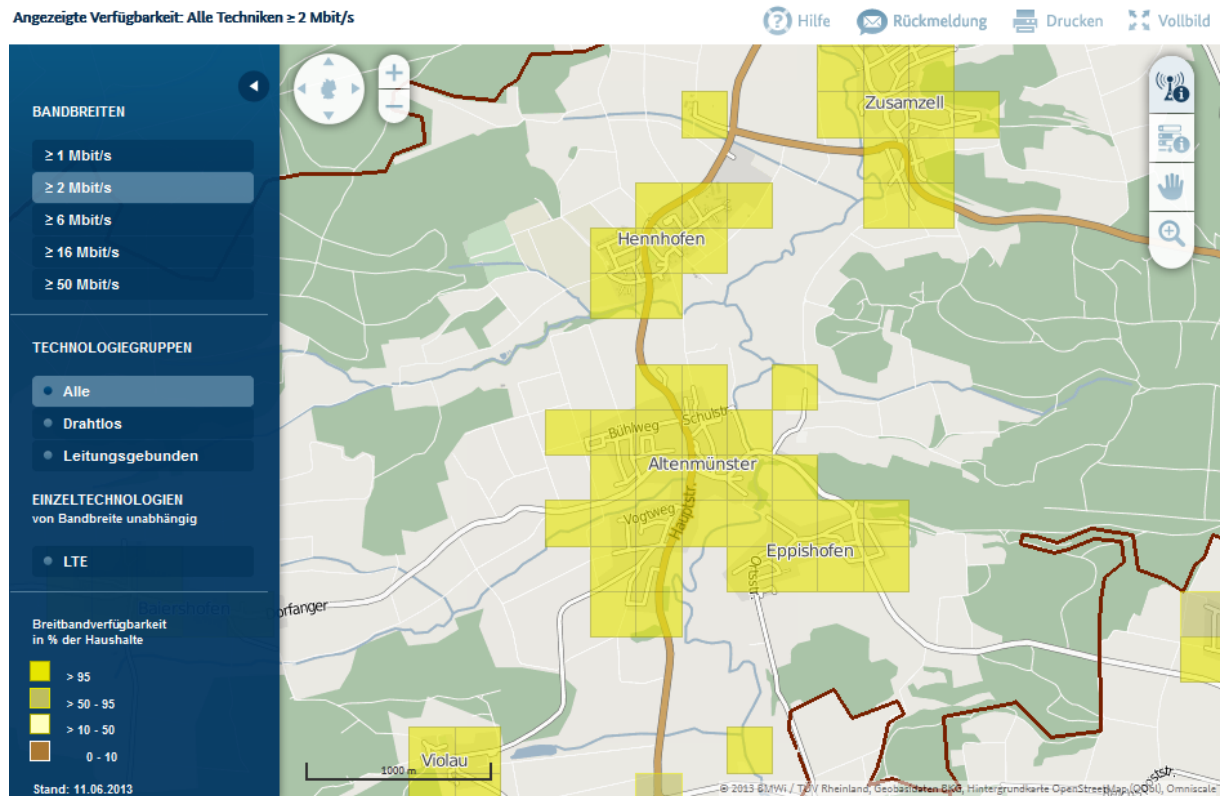 Angezeigte Verfügbarkeit: Alle Techniken ≥ 2 Mbit/s
Hilfe
Rückmeldung
Drucken
Vollbild
BANDBREITEN
≥ 1 Mbit/s
≥ 2 Mbit/s
≥ 6 Mbit/s
≥ 16 Mbit/s
≥ 50 Mbit/s
TECHNOLOGIEGRUPPEN
Alle
Drahtlos
Leitungsgebunden
EINZELTECHNOLOGIEN
von Bandbreite unabhängig
LTE
Baiershofen
Breitbandverfügbarkeit
in % der Haushalte
> 95
> 50 - 95
> 10 - 50
0 - 10
Stand: 11.06.2013
Zusamzell
Hennhofen
Schulstr.
Bühlweg
Altenmünster
Vogtweg
Hauptstr.
Eppishofen
Ortsstr.
orfanger
Violau
1000 m
© 2013 BMWi / TÜV Rheinland, Geobasisdaten BKG, Hintergrundkarte OpenStreetMap (ODbl), Omniscale